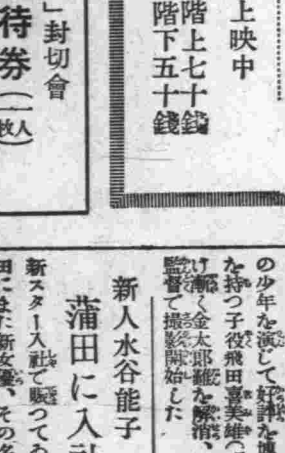 上映中
階上七十錢
階下五十錢
」封切會
待券(一人一枚)
の少年を演じて好評を博
を持つ子役飛田喜美雄
け漸く金太郎難を解消、
監督で撮影開始した
新人水谷能子
蒲田に入社
新スター入社で賑つてゐ
田にまた新女優、その名